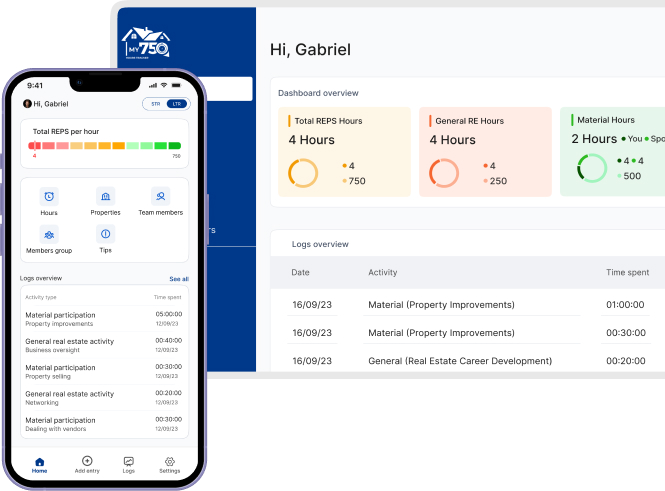 MY750
HOUSE TRACKER
Hi, Gabriel
Dashboard overview
Total REPS Hours
4 Hours
4
750
General RE Hours
4 Hours
4
250
Material Hours
2 Hours
You
Spo
4
4
500
rs
Logs overview
Date
Activity
Time spent
16/09/23
Material (Property Improvements)
01:00:00
16/09/23
Material (Property Improvements)
00:30:00
16/09/23
General (Real Estate Career Development)
00:20:00
9:41
Hi, Gabriel
STR
LTR
Total REPS per hour
4
750
Hours
Properties
Team members
Members group
Tips
Logs overview
See all
Activity type
Time spent
Material participation
05:00:00
Property improvements
12/09/23
General real estate activity
00:40:00
Business oversight
12/09/23
Material participation
00:30:00
Property selling
12/09/23
General real estate activity
00:20:00
Networking
12/09/23
Material participation
00:30:00
Dealing with vendors
12/09/23
Home
Add entry
Logs
Settings